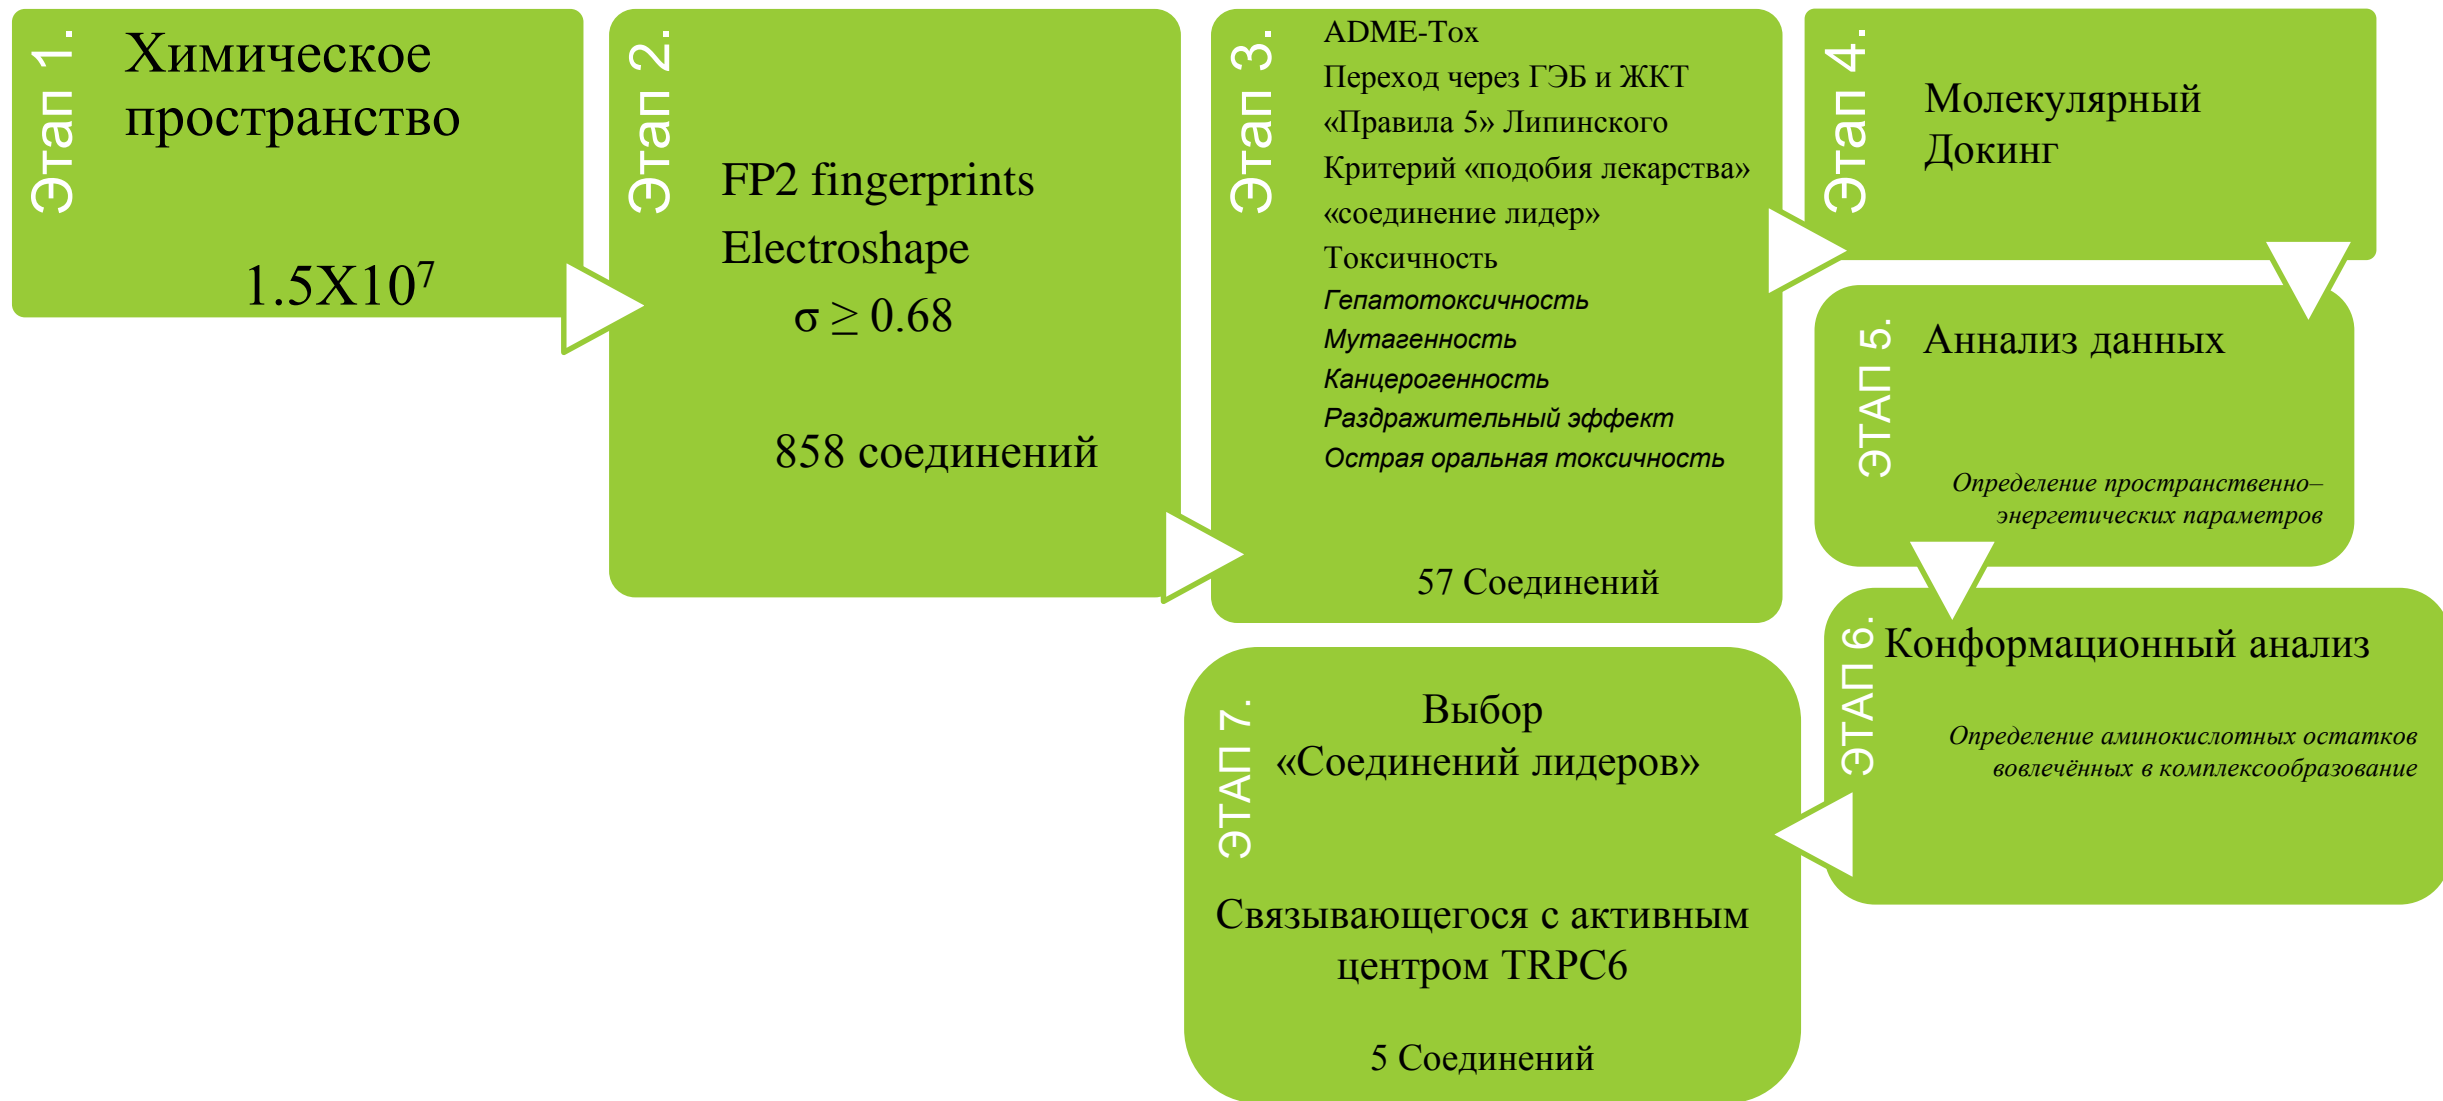 Этап 1.
Химическое
пространство
1.5X10⁷
Этап 2.
FP2 fingerprints
Electroshape
σ ≥ 0.68
858 соединений
Этап 3.
ADME-Tox
Переход через ГЭБ и ЖКТ
«Правила 5» Липинского
Критерий «подобия лекарства»
«соединение лидер»
Токсичность
Гепатотоксичность
Мутагенность
Канцерогенность
Раздражительный эффект
Острая оральная токсичность
57 Соединений
Этап 4.
Молекулярный
Докинг
ЭТАП 5.
Аннализ данных
Определение пространственно–
энергетических параметров
ЭТАП 6.
Конформационный анализ
Определение аминокислотных остатков
вовлечённых в комплексообразование
ЭТАП 7.
Выбор
«Соединений лидеров»
Связывающегося с активным
центром TRPC6
5 Соединений